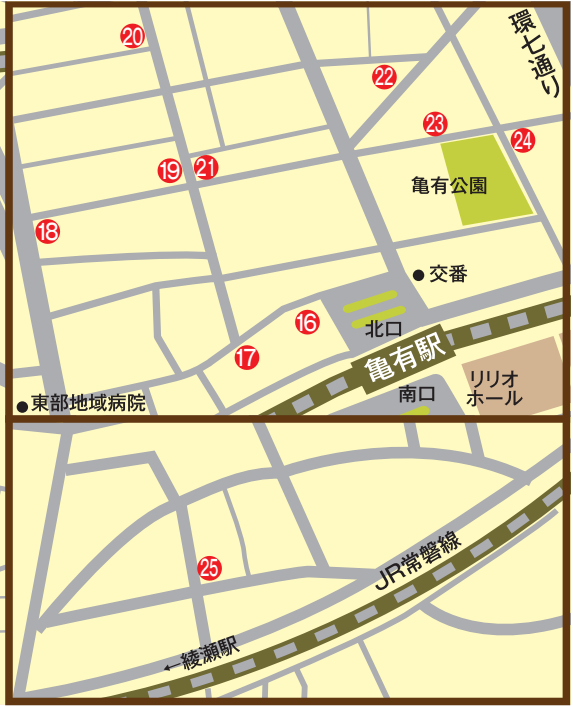 環七通り
20
22
23
24
19
21
亀有公園
18
交番
16
北口
17
亀有駅
リリオ
ホール
南口
東部地域病院
25
JR常磐線
←綾瀬駅